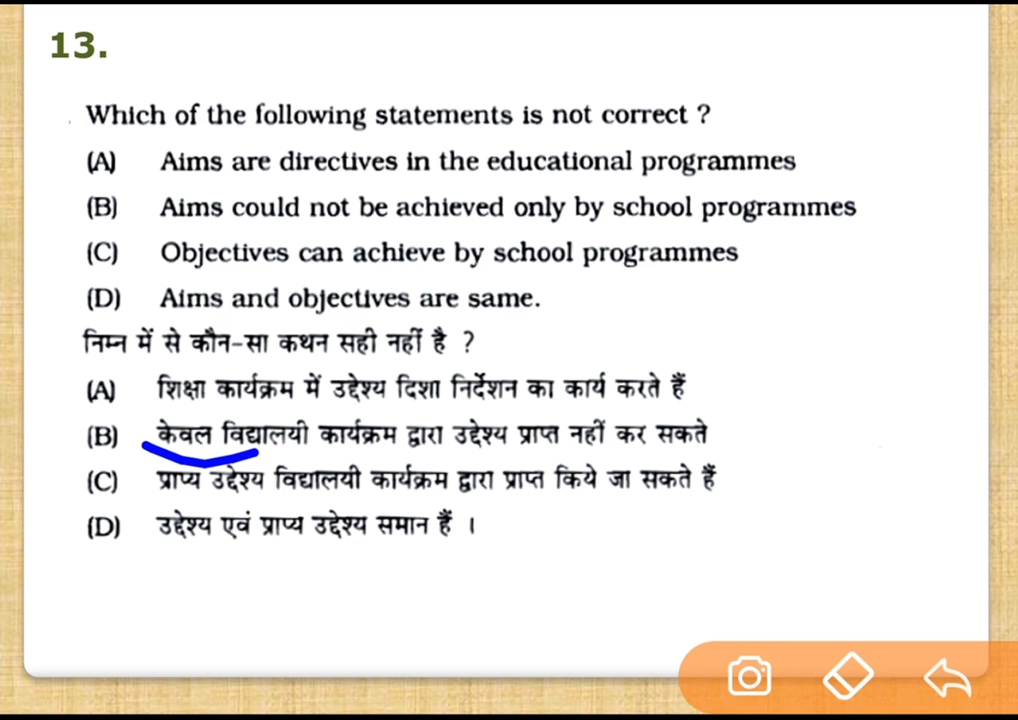 13.
Which of the following statements is not correct ?
(A) Aims are directives in the educational programmes
(B) Aims could not be achieved only by school programmes
(C) Objectives can achieve by school programmes
(D) Aims and objectives are same.
निम्न में से कौन-सा कथन सही नहीं है ?
(A) शिक्षा कार्यक्रम में उद्देश्य दिशा निर्देशन का कार्य करते हैं
(B) केवल विद्यालयी कार्यक्रम द्वारा उद्देश्य प्राप्त नहीं कर सकते
(C) प्राप्य उद्देश्य विद्यालयी कार्यक्रम द्वारा प्राप्त किये जा सकते हैं
(D) उद्देश्य एवं प्राप्य उद्देश्य समान हैं ।